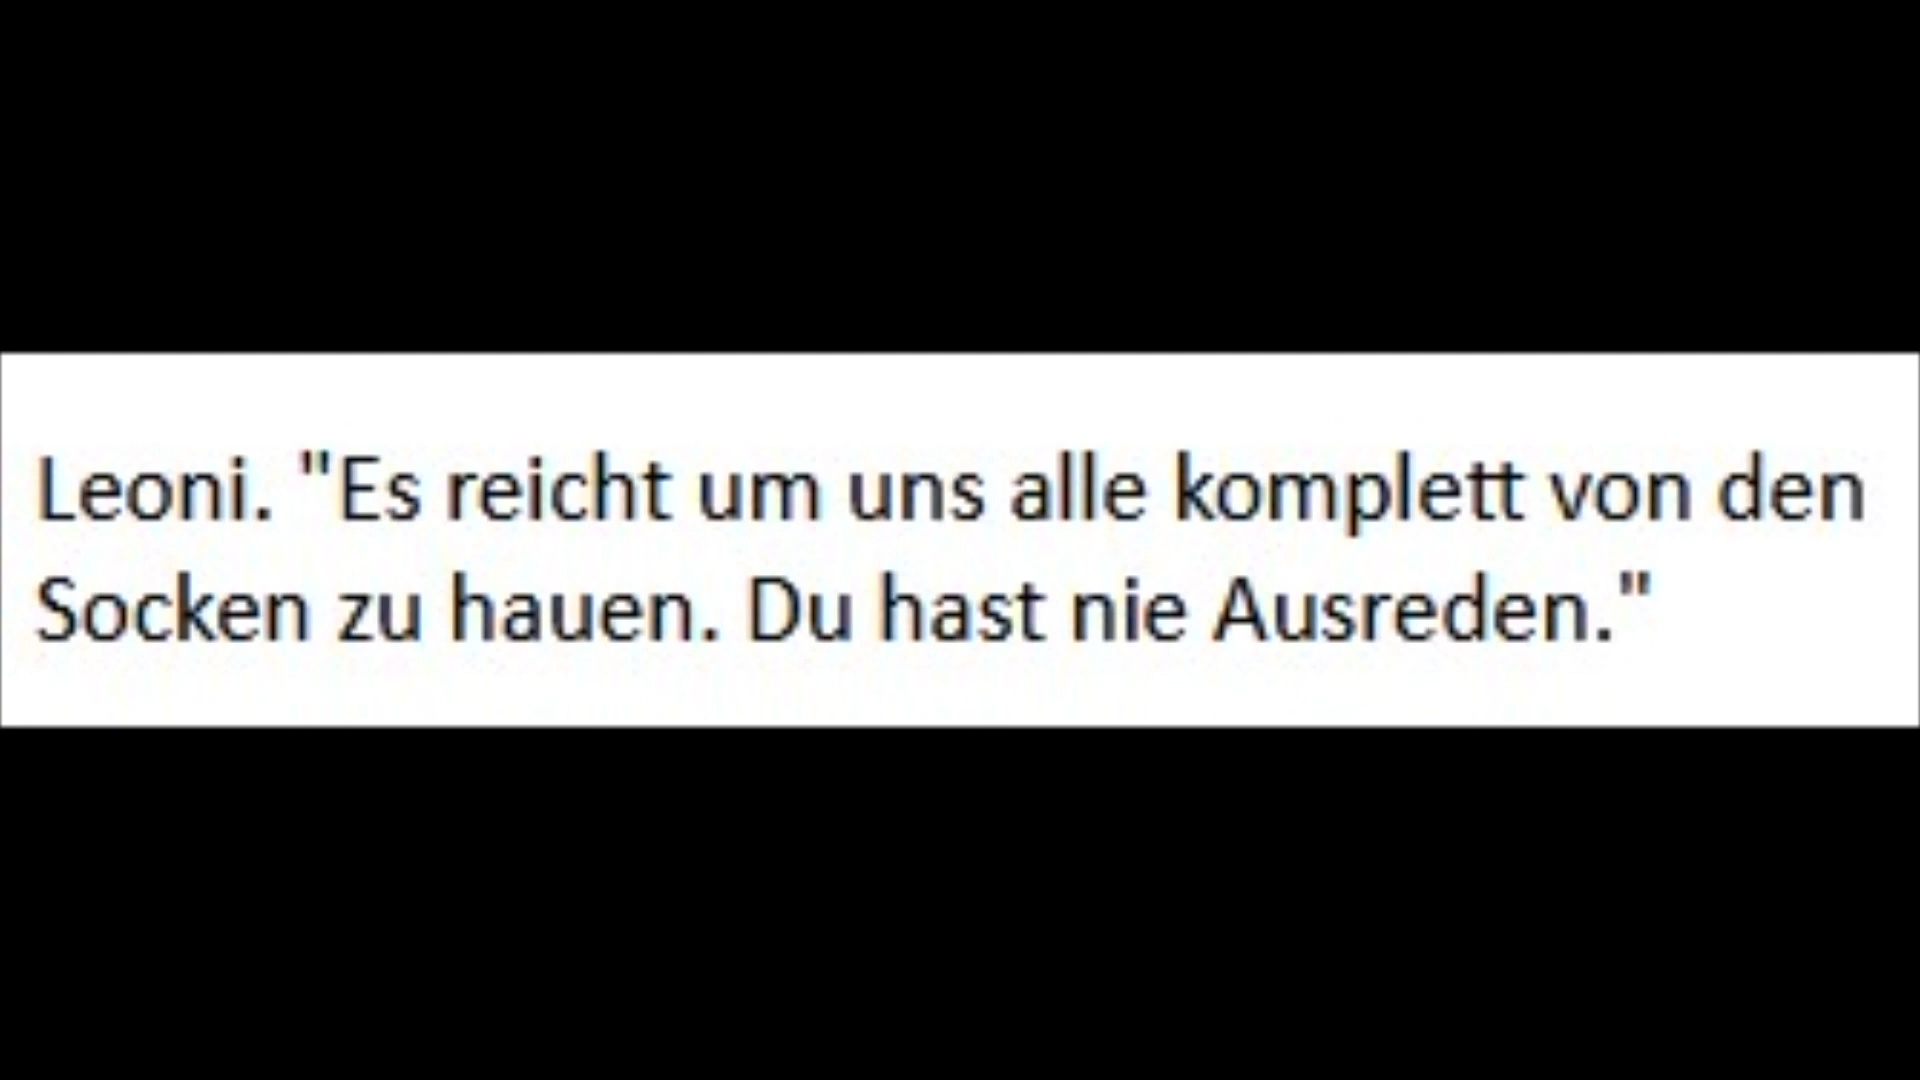 Leoni. "Es reicht um uns alle komplett von den
Socken zu hauen. Du hast nie Ausreden."